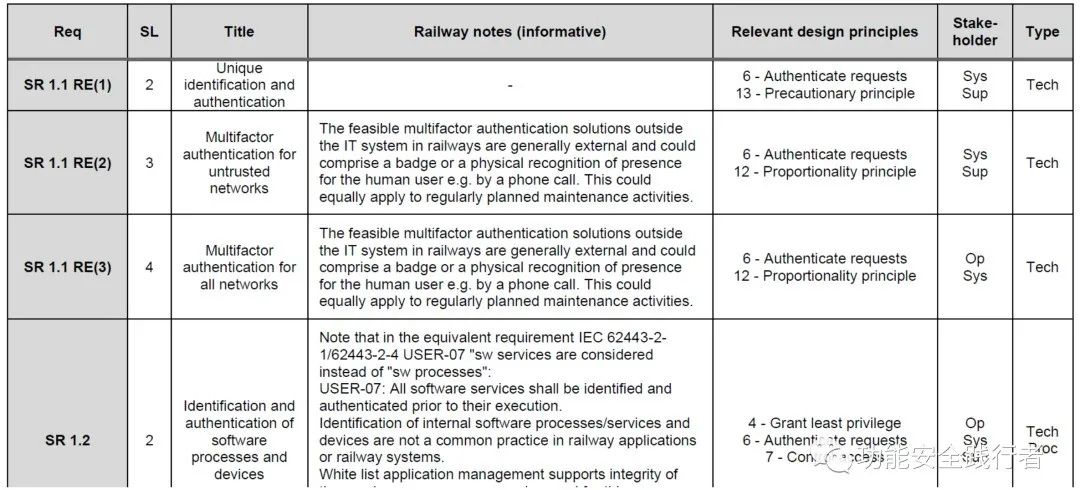 Req
SL
Title
Railway notes (informative)
Relevant design principles
Stake-
holder
Type
SR 1.1 RE(1)
2
Unique
identification and
authentication
-
6 - Authenticate requests
13 - Precautionary principle
Sys
Sup
Tech
SR 1.1 RE(2)
3
Multifactor
authentication for
untrusted
networks
The feasible multifactor authentication solutions outside
the IT system in railways are generally external and could
comprise a badge or a physical recognition of presence
for the human user e.g. by a phone call. This could
equally apply to regularly planned maintenance activities.
6 - Authenticate requests
12 - Proportionality principle
Sys
Sup
Tech
SR 1.1 RE(3)
4
Multifactor
authentication for
all networks
The feasible multifactor authentication solutions outside
the IT system in railways are generally external and could
comprise a badge or a physical recognition of presence
for the human user e.g. by a phone call. This could
equally apply to regularly planned maintenance activities.
6 - Authenticate requests
12 - Proportionality principle
Op
Sys
Tech
SR 1.2
2
Identification and
authentication of
software
processes and
devices
Note that in the equivalent requirement IEC 62443-2-
1/62443-2-4 USER-07 "sw services are considered
instead of "sw processes":
USER-07: All software services shall be identified and
authenticated prior to their execution.
Identification of internal software processes/services and
devices are not a common practice in railway applications
or railway systems.
White list application management supports integrity of
4 - Grant least privilege
6 - Authenticate requests
7 -
Op
Sys
Tech
Proc
功能安全践行者